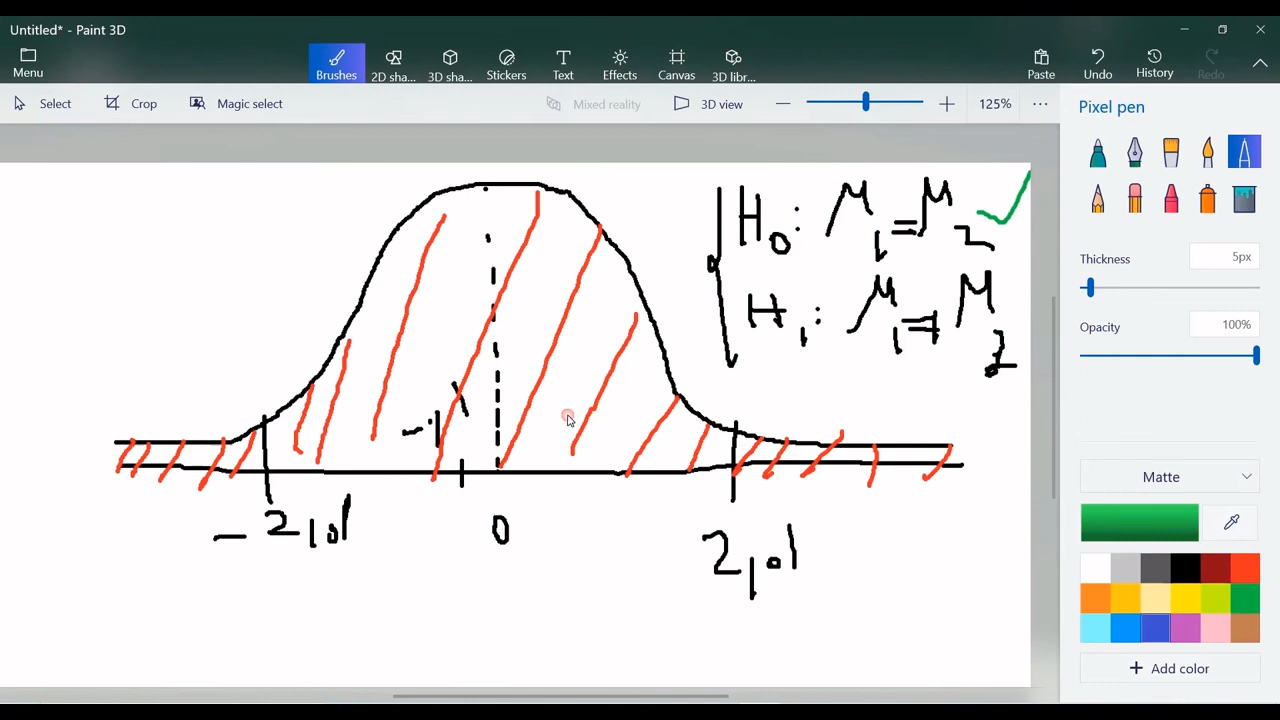 Untitled* - Paint 3D
Menu
Brushes
2D sha...
3D sha...
Stickers
Text
Effects
Canvas
3D libr...
Paste
Undo
History
Redo
Select
Crop
Magic select
Mixed reality
3D view
125%
Pixel pen
Thickness
5px
Opacity
100%
Matte
Add color
H₀: μ₁=μ₂
H₁: μ₁≠μ₂
-2,01
0
2,01